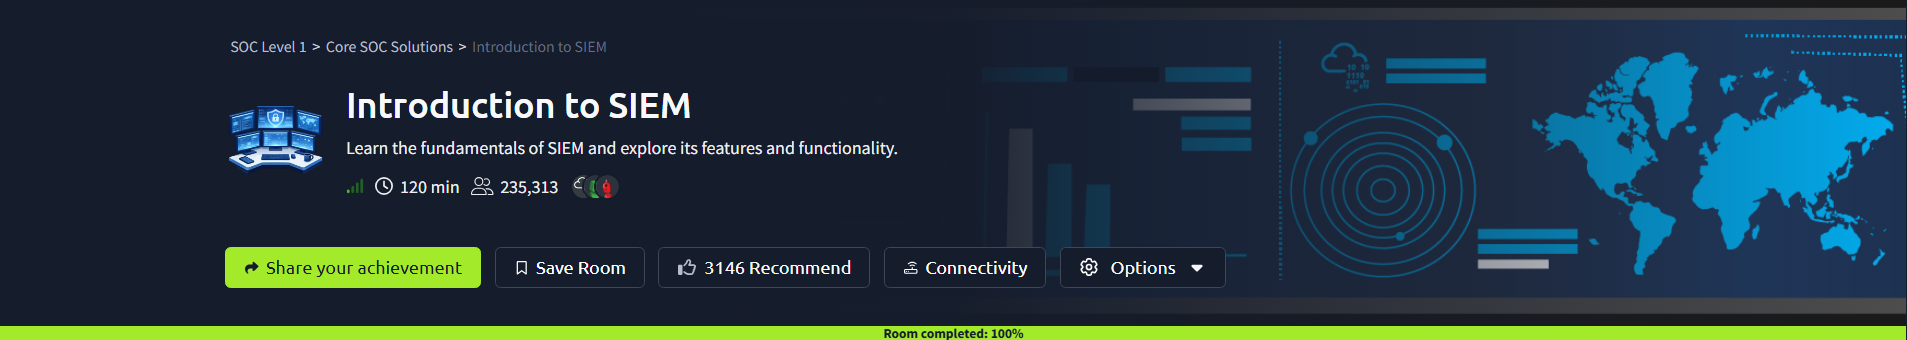 SOC Level 1 > Core SOC Solutions > Introduction to SIEM
Introduction to SIEM
Learn the fundamentals of SIEM and explore its features and functionality.
120 min 235,313
Share your achievement Save Room 3146 Recommend Connectivity Options
Room completed: 100%